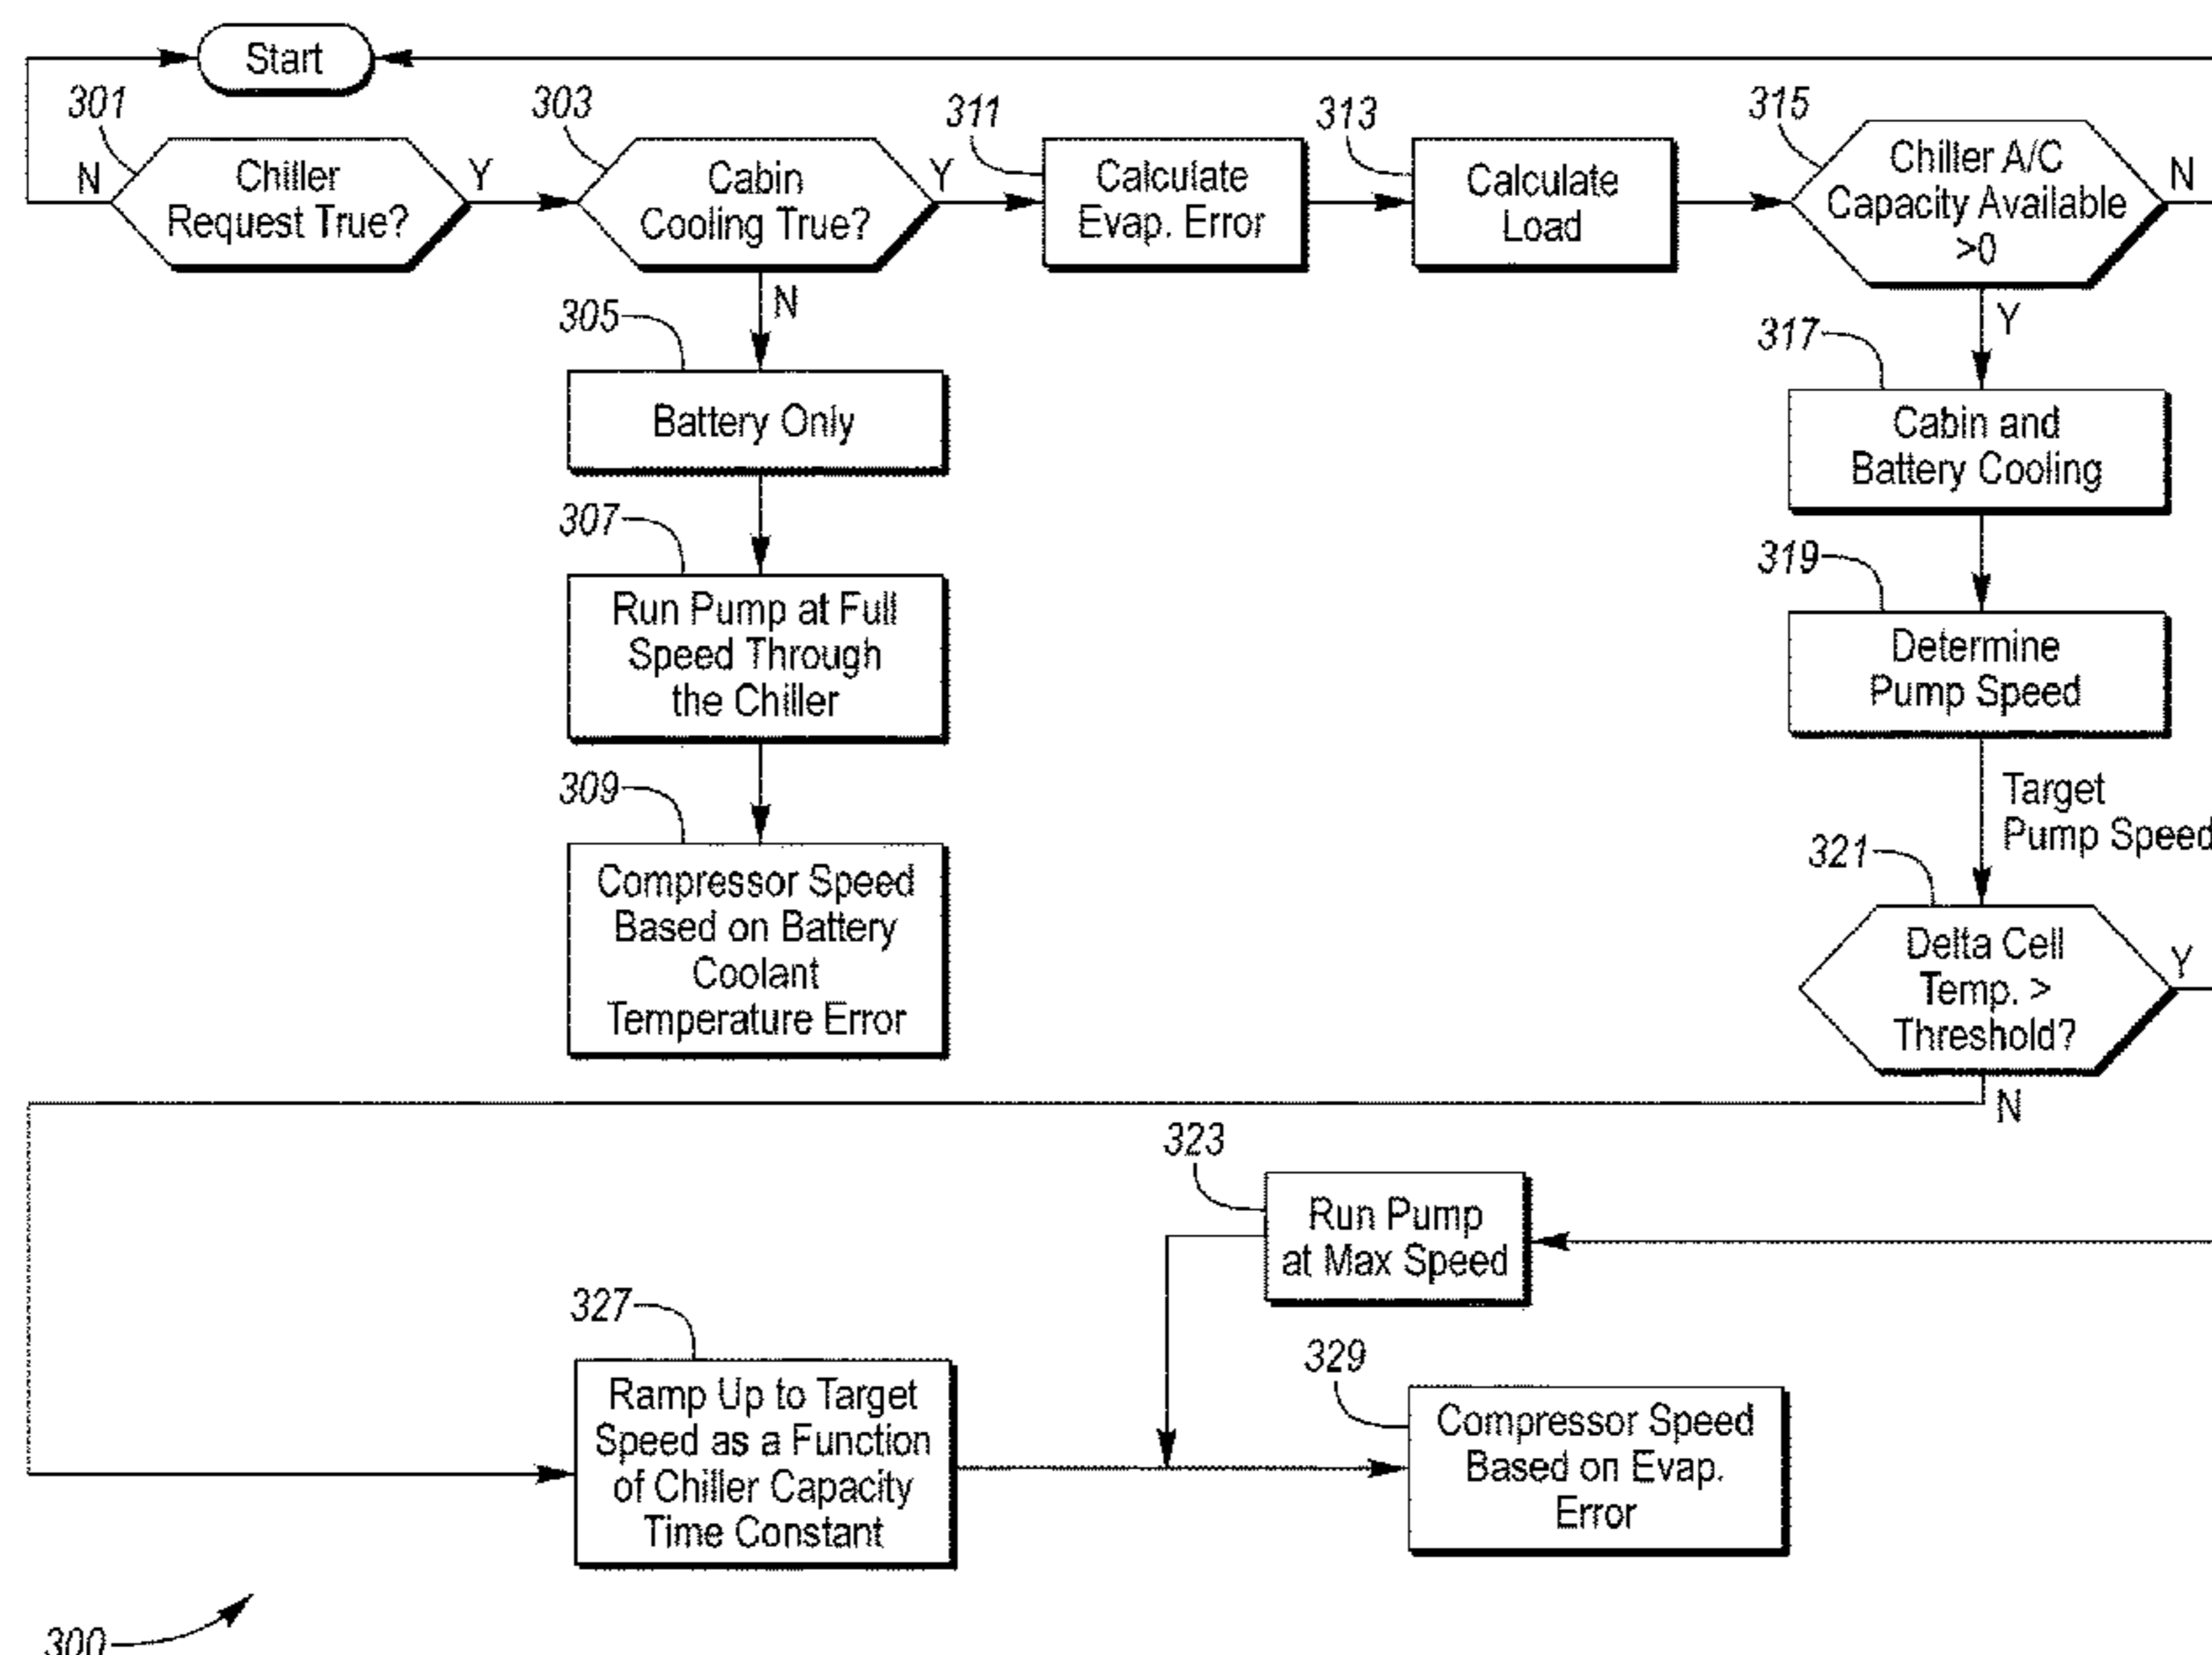 Start
301
N
Chiller
Request True?
Y
303
Cabin
Cooling True?
Y
N
311
Calculate
Evap. Error
313
Calculate
Load
315
Chiller A/C
Capacity Available
>0
N
Y
305
Battery Only
307
Run Pump at Full
Speed Through
the Chiller
309
Compressor Speed
Based on Battery
Coolant
Temperature Error
317
Cabin and
Battery Cooling
319
Determine
Pump Speed
Target
Pump Speed
321
Delta Cell
Temp. >
Threshold?
Y
N
323
Run Pump
at Max Speed
327
Ramp Up to Target
Speed as a Function
of Chiller Capacity
Time Constant
329
Compressor Speed
Based on Evap.
Error
300